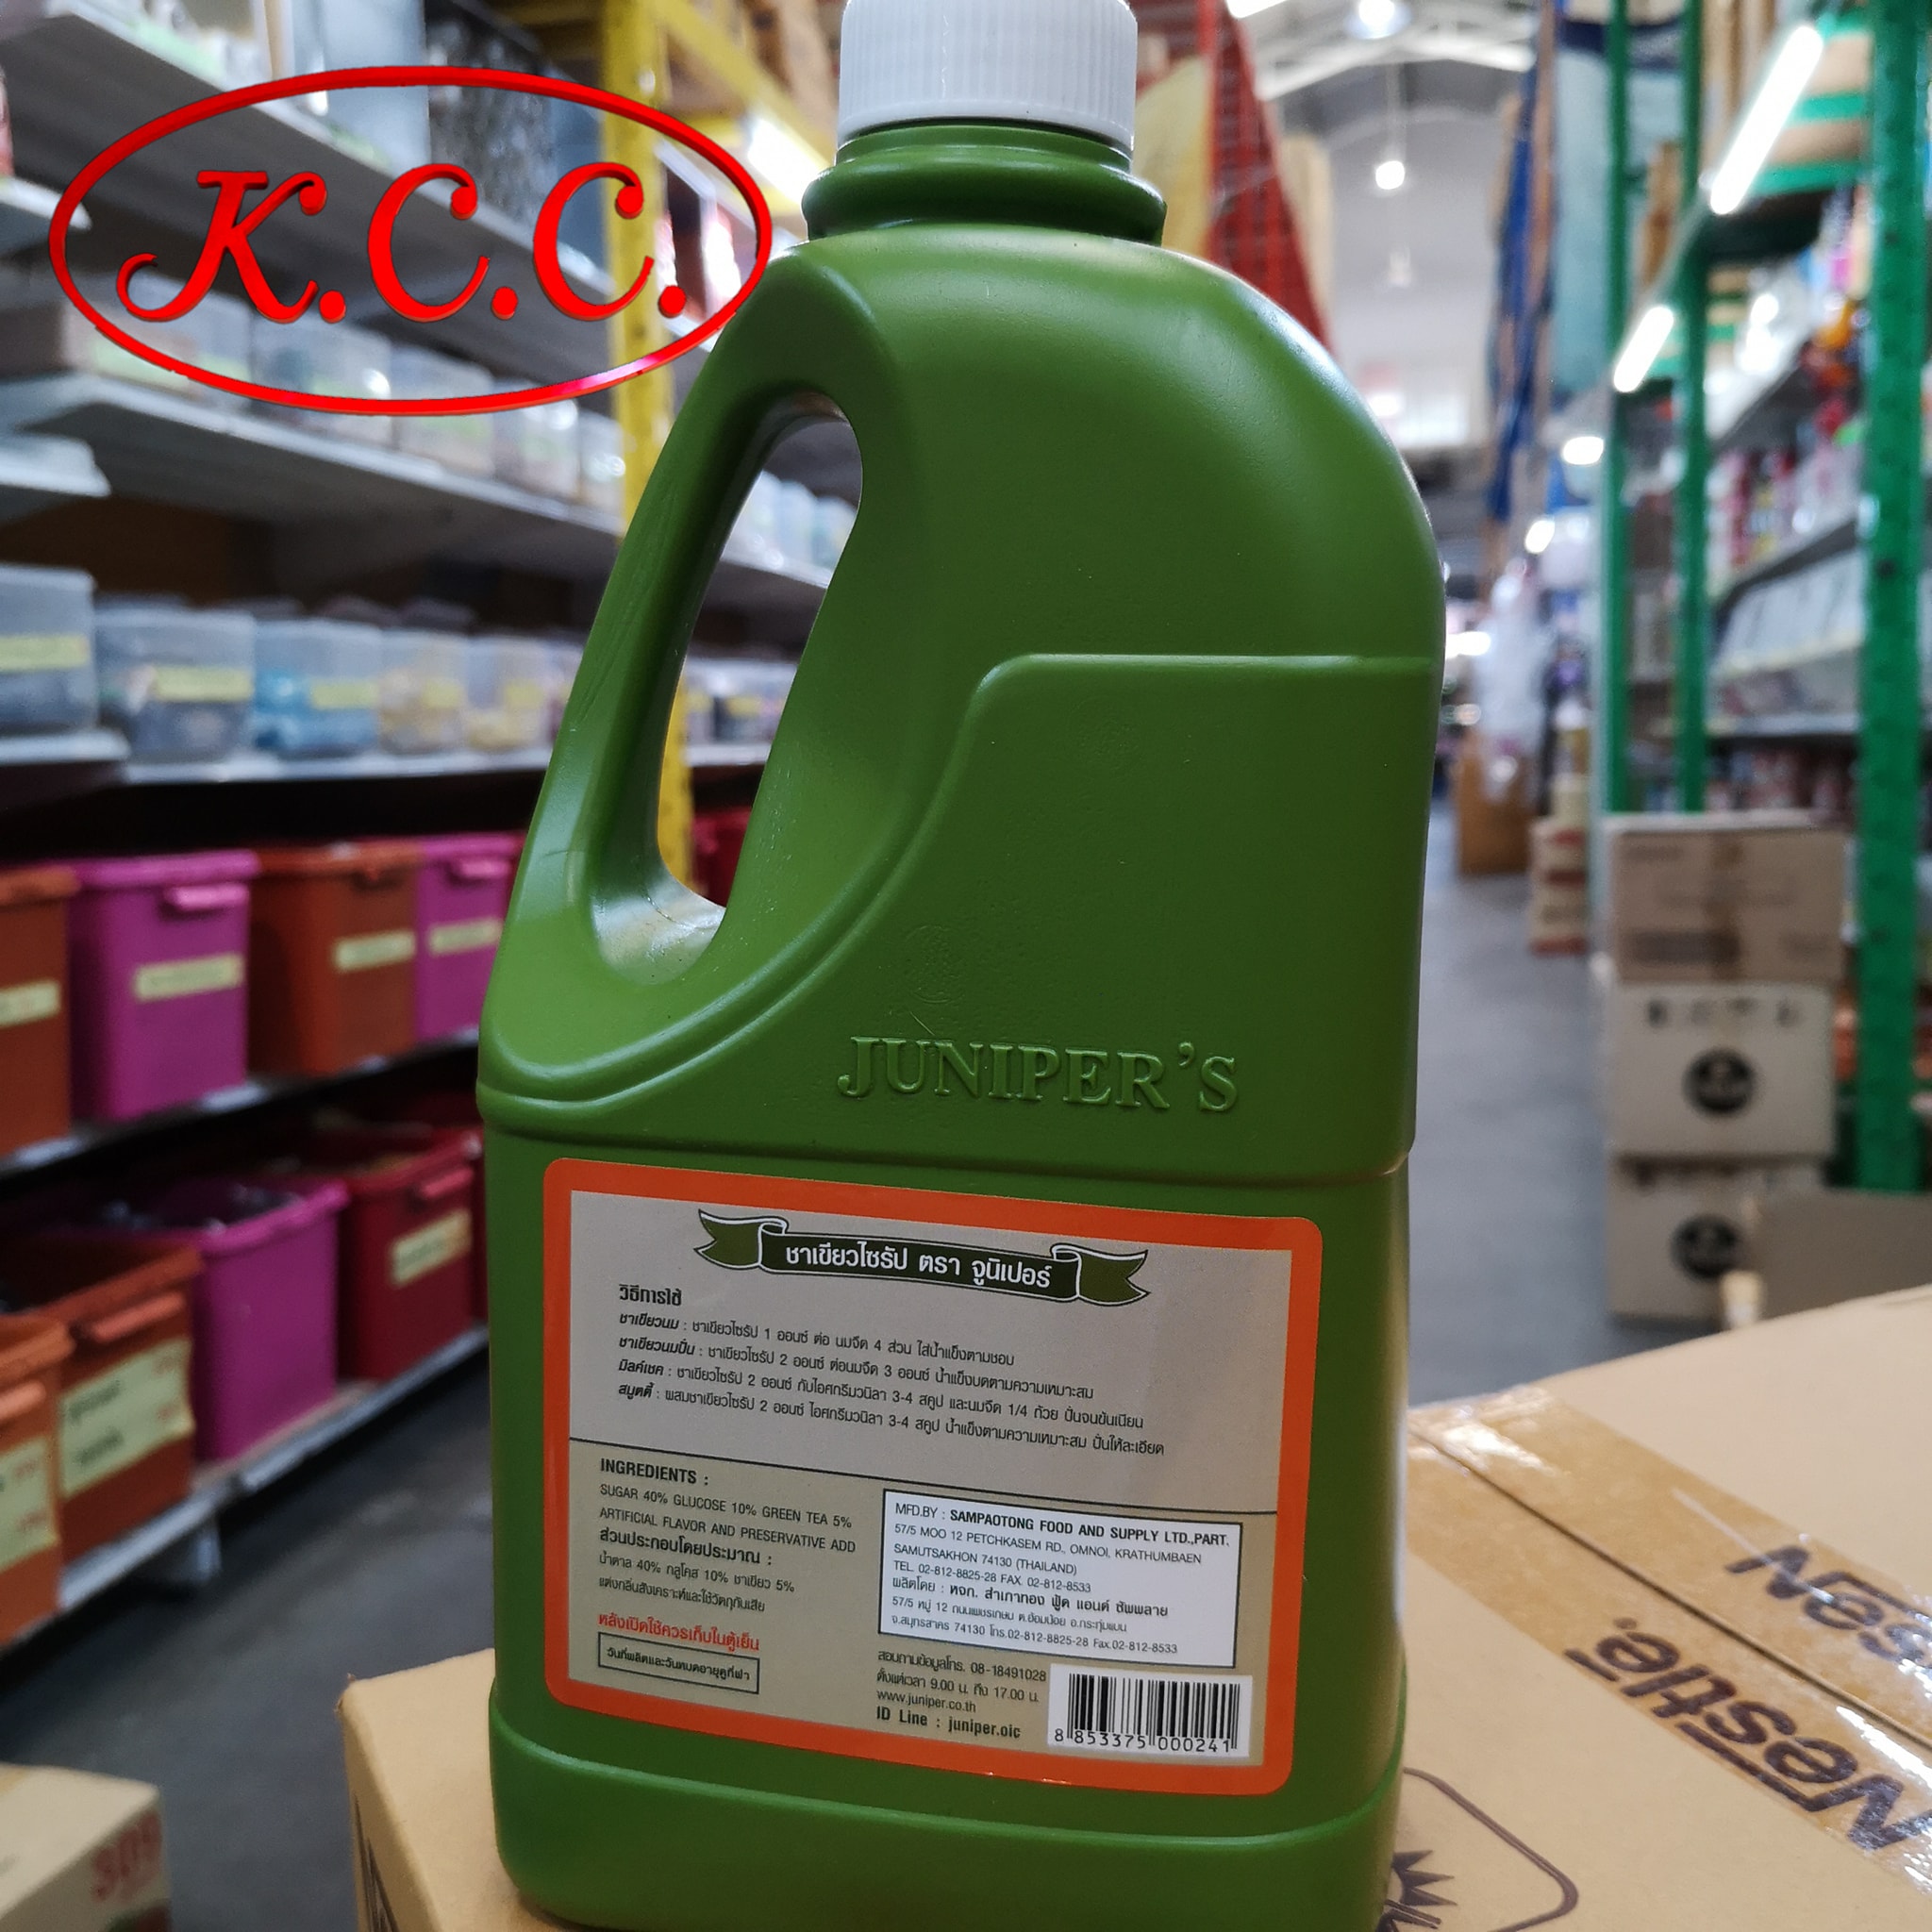 K.C.C.
JUNIPER'S
ชาเขียวไซรัป ตรา จูนิเปอร์
วิธีการใช้
ชาเขียวนม : ชาเขียวไซรัป 1 ออนซ์ ต่อ นมจืด 4 ส่วน ใส่น้ำแข็งตามชอบ
ชาเขียวนมปั่น : ชาเขียวไซรัป 2 ออนซ์ ต่อนมจืด 3 ออนซ์ น้ำแข็งบดตามความเหมาะสม
มิลค์เชค : ชาเขียวไซรัป 2 ออนซ์ กับไอศกรีมวนิลา 3-4 สคูป และนมจืด 1/4 ถ้วย ปั่นจนข้นเนียน
สมูตตี้ : ผสมชาเขียวไซรัป 2 ออนซ์ ไอศกรีมวนิลา 3-4 สคูป น้ำแข็งตามความเหมาะสม ปั่นให้ละเอียด
INGREDIENTS :
SUGAR 40% GLUCOSE 10% GREEN TEA 5%
ARTIFICIAL FLAVOR AND PRESERVATIVE ADD
ส่วนประกอบโดยประมาณ :
น้ำตาล 40% กลูโคส 10% ชาเขียว 5%
แต่งกลิ่นสังเคราะห์และใช้วัตถุกันเสีย
หลังเปิดใช้ควรเก็บในตู้เย็น
วันที่ผลิตและวันหมดอายุดูที่ฝา
MFD.BY : SAMPAOTONG FOOD AND SUPPLY LTD.,PART.
57/5 MOO 12 PETCHKASEM RD., OMNOI, KRATHUMBAEN
SAMUTSAKHON 74130 (THAILAND)
TEL. 02-812-8825-28 FAX. 02-812-8533
ผลิตโดย : หจก. สำเภาทอง ฟู้ด แอนด์ ซัพพลาย
57/5 หมู่ 12 ถนนเพชรเกษม ต.อ้อมน้อย อ.กระทุ่มแบน
จ.สมุทรสาคร 74130 โทร.02-812-8825-28 Fax.02-812-8533
สอบถามข้อมูลโทร. 08-18491028
ตั้งแต่เวลา 9.00 น. ถึง 17.00 น.
www.juniper.co.th
ID Line : juniper.oic
8 853375 000241
Nestlé